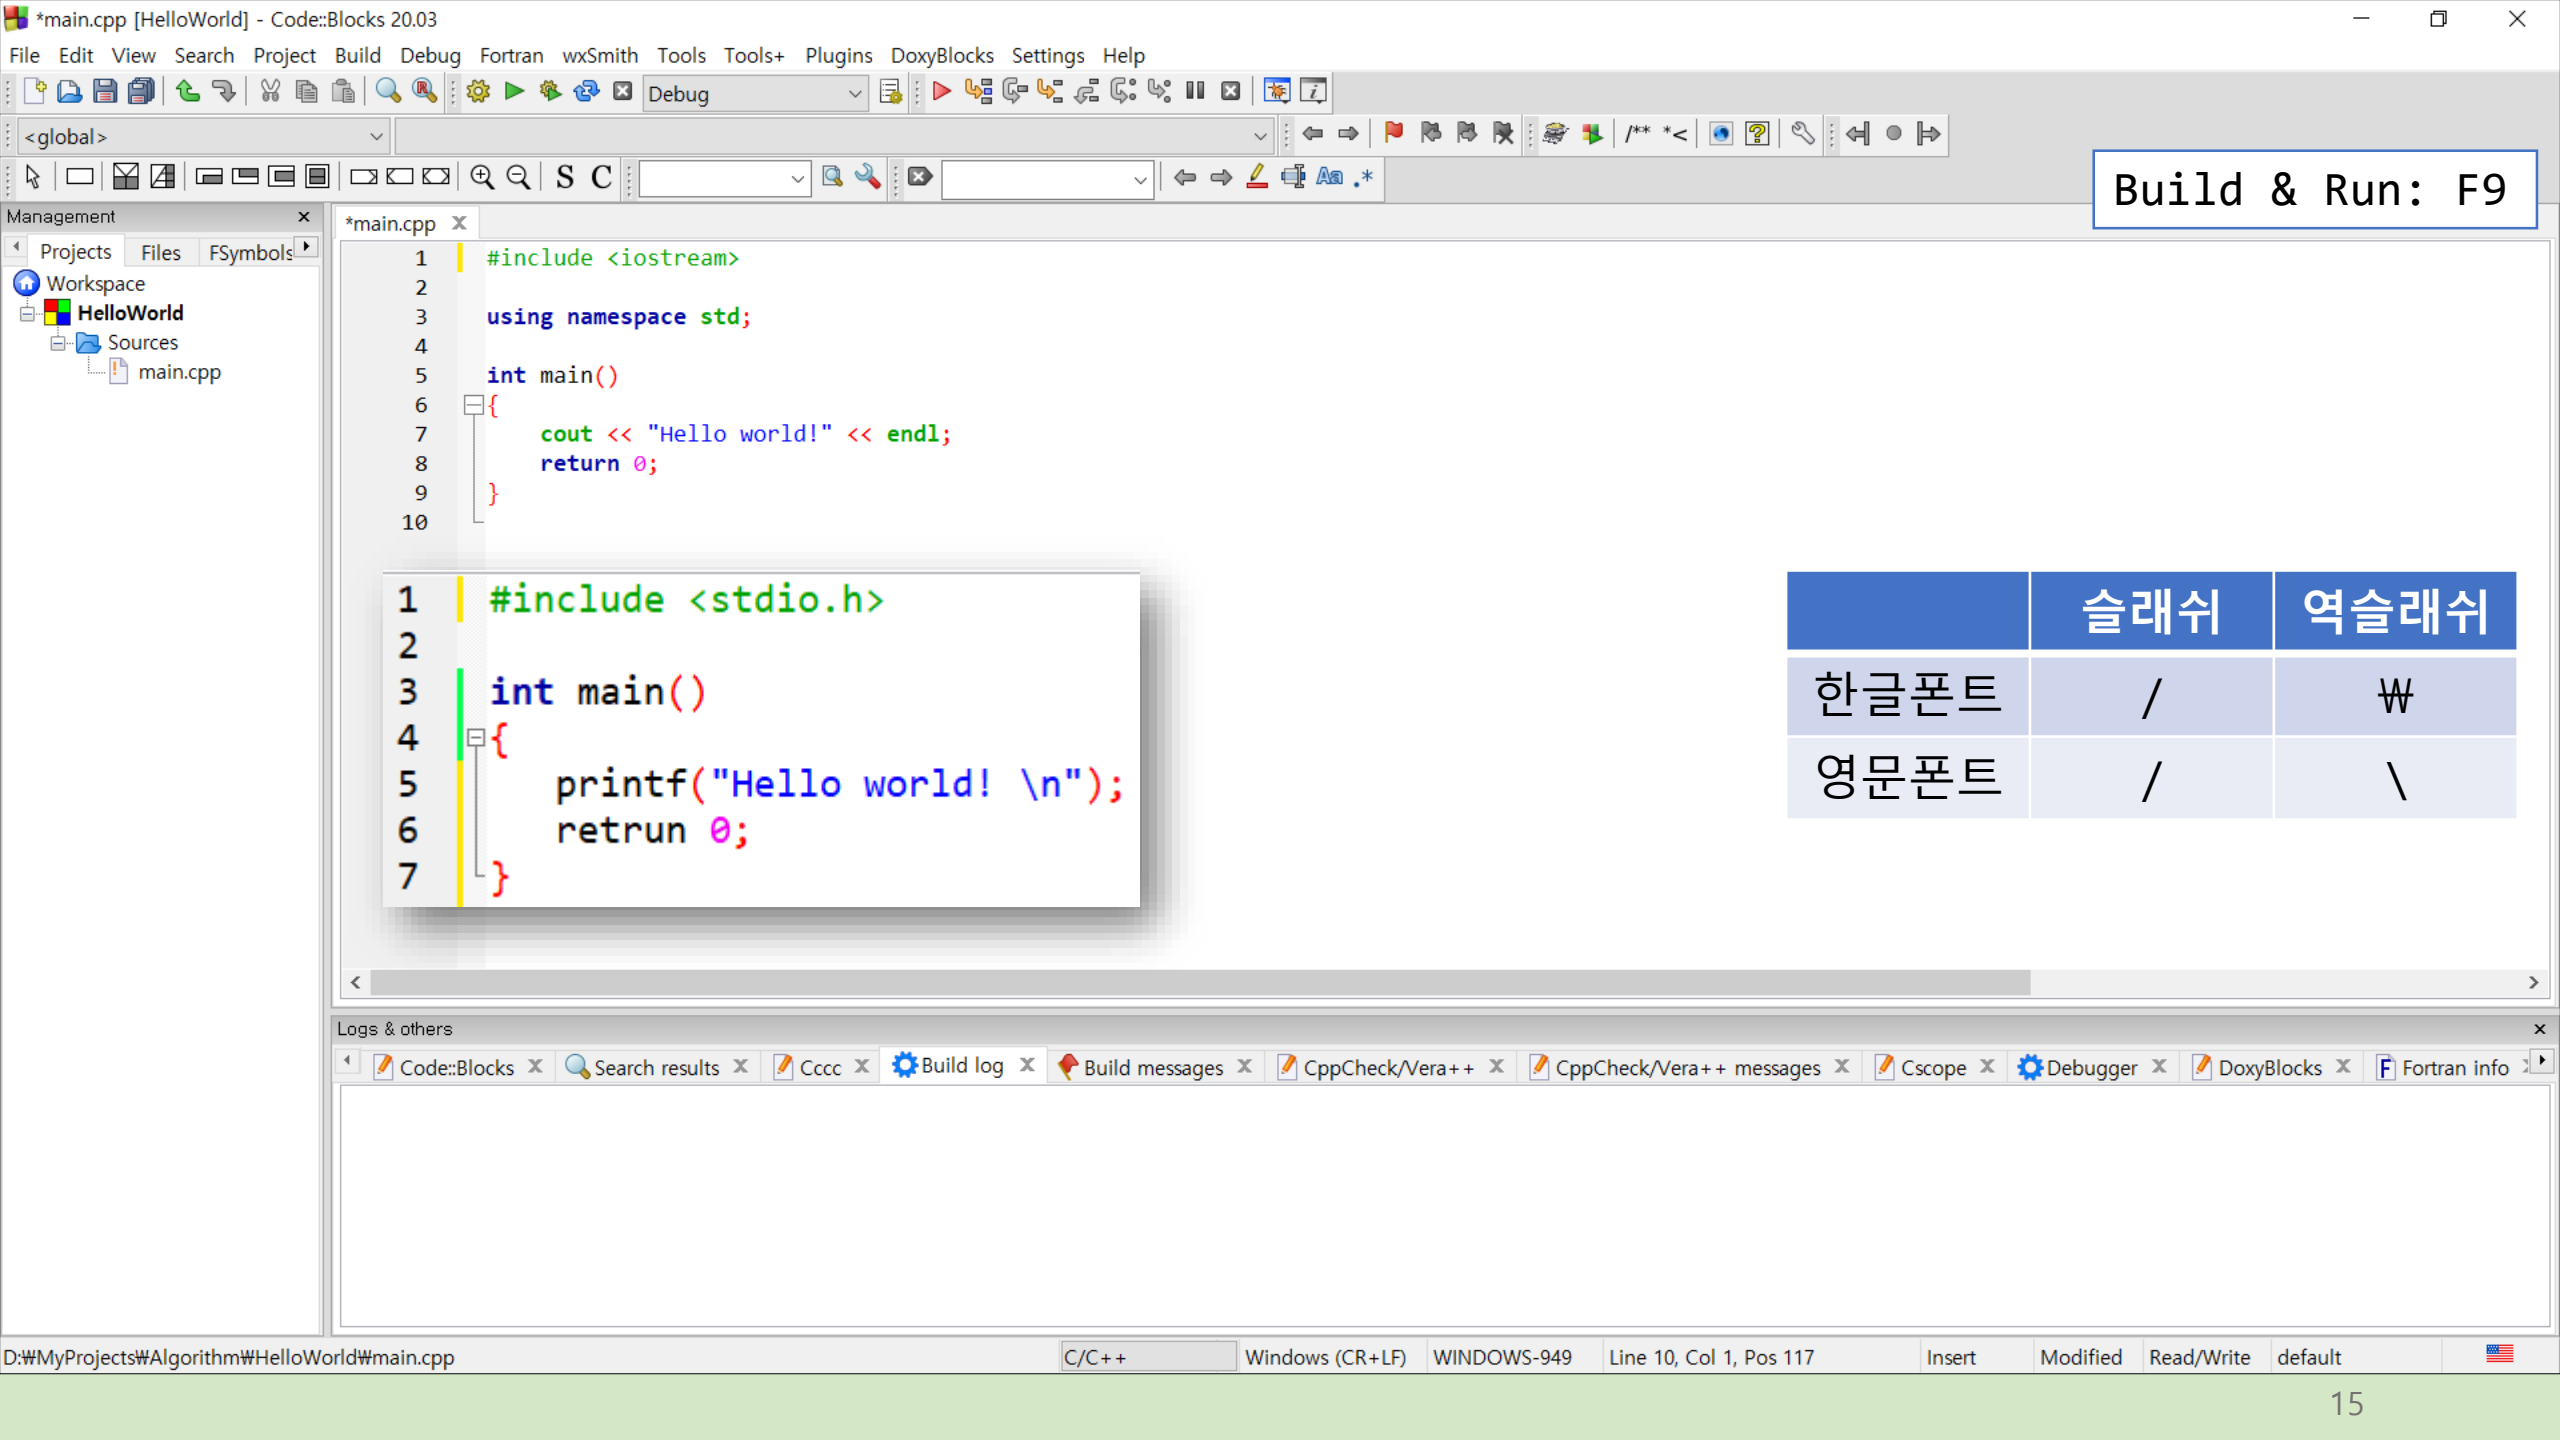 *main.cpp [HelloWorld] - Code::Blocks 20.03
File Edit View Search Project Build Debug Fortran wxSmith Tools Tools+ Plugins DoxyBlocks Settings Help
Debug
<global>
/** *<
S C
Aa .*
Build & Run: F9
Management
Projects Files FSymbols
Workspace
HelloWorld
Sources
main.cpp
*main.cpp
1 #include <iostream>
2
3 using namespace std;
4
5 int main()
6 {
7 cout << "Hello world!" << endl;
8 return 0;
9 }
10
1 #include <stdio.h>
2
3 int main()
4 {
5 printf("Hello world! \n");
6 retrun 0;
7 }
슬래쉬 역슬래쉬
한글폰트 / ₩
영문폰트 / \
Logs & others
Code::Blocks Search results Cccc Build log Build messages CppCheck/Vera++ CppCheck/Vera++ messages Cscope Debugger DoxyBlocks Fortran info
D:₩MyProjects₩Algorithm₩HelloWorld₩main.cpp C/C++ Windows (CR+LF) WINDOWS-949 Line 10, Col 1, Pos 117 Insert Modified Read/Write default
15